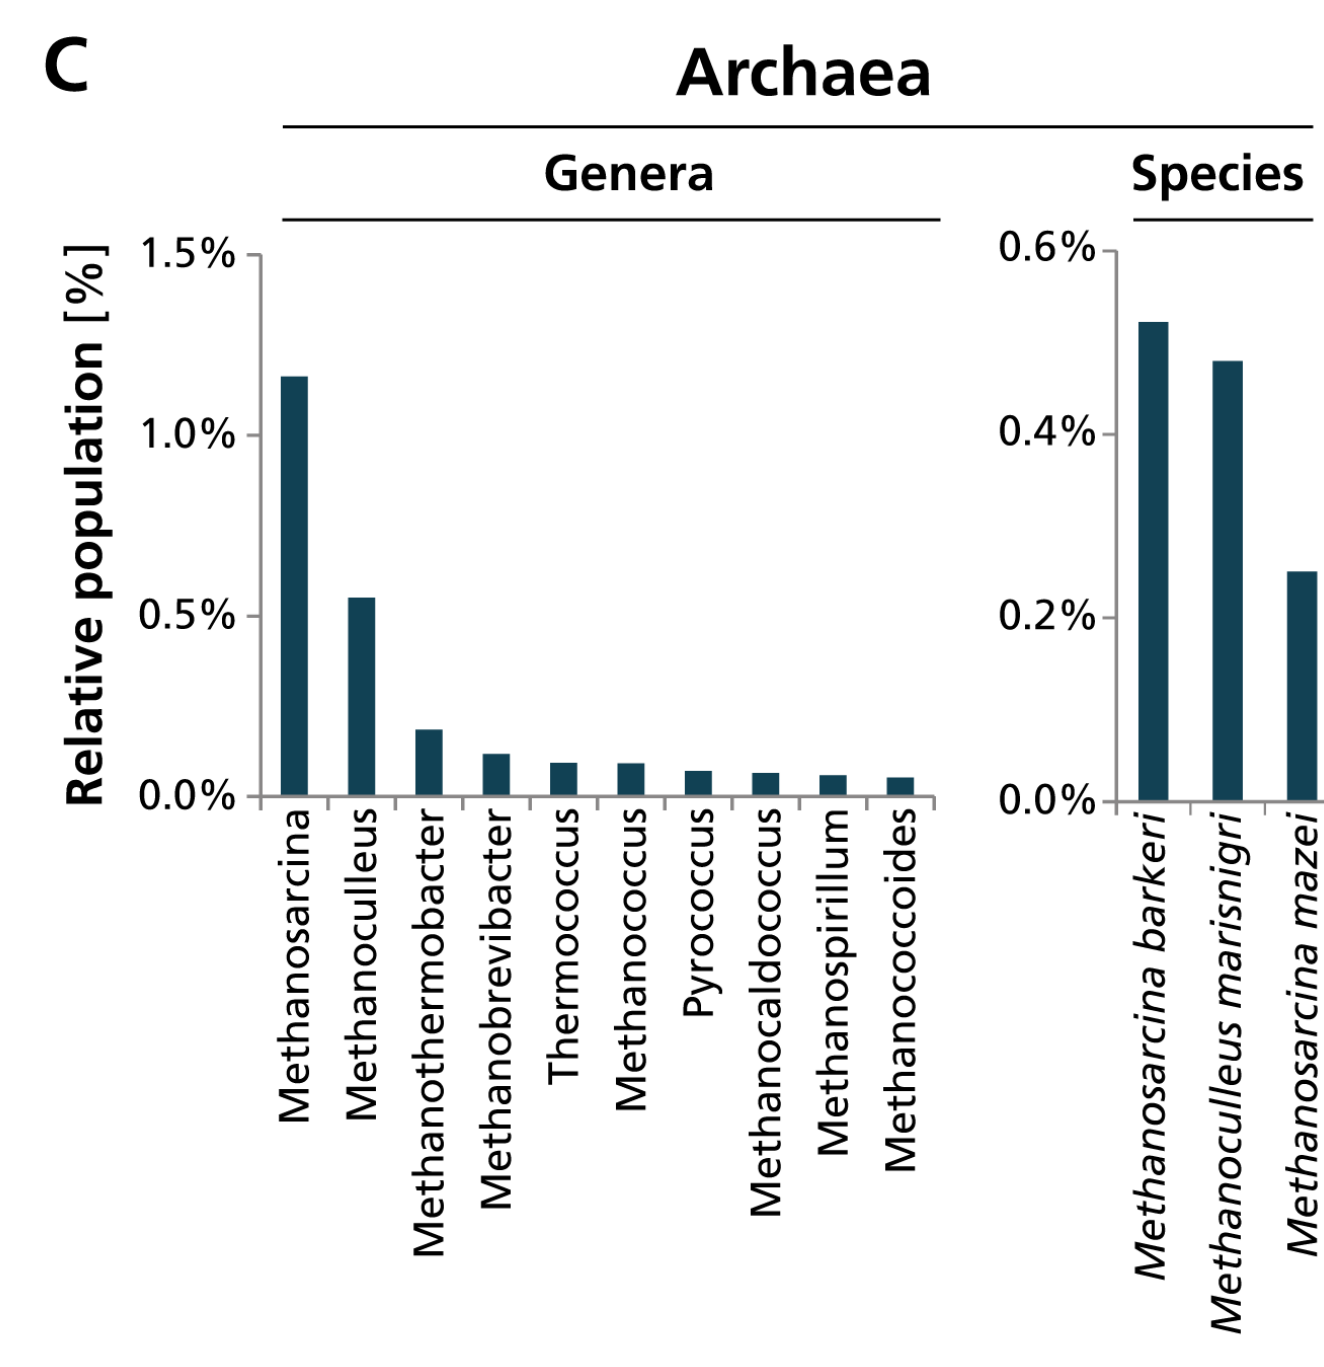 C
Archaea
Genera
Species
Relative population [%]
1.5%
1.0%
0.5%
0.0%
Methanosarcina
Methanoculleus
Methanothermobacter
Methanobrevibacter
Thermococcus
Methanococcus
Pyrococcus
Methanocaldococcus
Methanospirillum
Methanococcoides
0.6%
0.4%
0.2%
0.0%
Methanosarcina barkeri
Methanoculleus marisnigri
Methanosarcina mazei